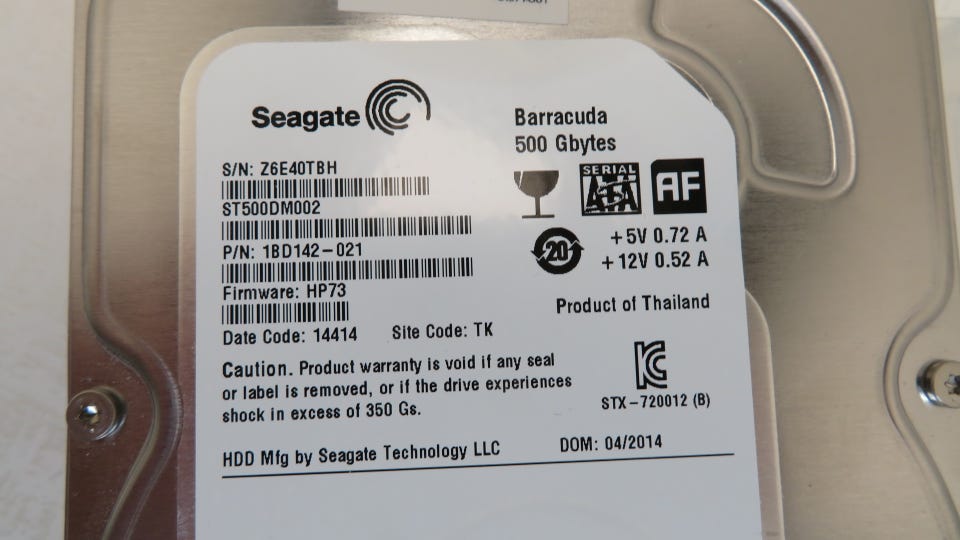 Seagate
Barracuda
500 Gbytes
S/N: Z6E40TBH
ST500DM002
P/N: 1BD142-021
Firmware: HP73
Date Code: 14414 Site Code: TK
SERIAL
ATA
AF
20
+5V 0.72 A
+12V 0.52 A
Product of Thailand
Caution. Product warranty is void if any seal
or label is removed, or if the drive experiences
shock in excess of 350 Gs.
STX-720012 (B)
HDD Mfg by Seagate Technology LLC DOM: 04/2014